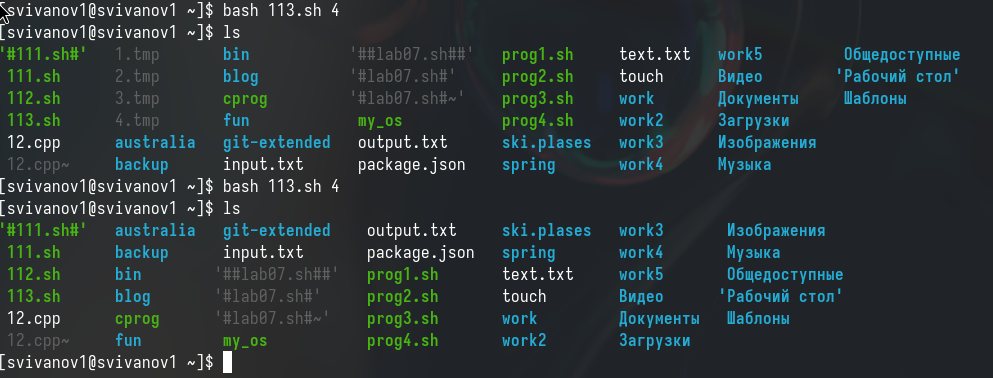 [svivanov1@svivanov1 ~]$ bash 113.sh 4
[svivanov1@svivanov1 ~]$ ls
'#111.sh#' 1.tmp bin '##lab07.sh##' prog1.sh text.txt work5 Общедоступные
111.sh 2.tmp blog '#lab07.sh#' prog2.sh touch Видео 'Рабочий стол'
112.sh 3.tmp cprog '#lab07.sh#~' prog3.sh work Документы Шаблоны
113.sh 4.tmp fun my_os prog4.sh work2 Загрузки
12.cpp australia git-extended output.txt ski.plases work3 Изображения
12.cpp~ backup input.txt package.json spring work4 Музыка
[svivanov1@svivanov1 ~]$ bash 113.sh 4
[svivanov1@svivanov1 ~]$ ls
'#111.sh#' australia git-extended output.txt ski.plases work3 Изображения
111.sh backup input.txt package.json spring work4 Музыка
112.sh bin '##lab07.sh##' prog1.sh text.txt work5 Общедоступные
113.sh blog '#lab07.sh#' prog2.sh touch Видео 'Рабочий стол'
12.cpp cprog '#lab07.sh#~' prog3.sh work Документы Шаблоны
12.cpp~ fun my_os prog4.sh work2 Загрузки
[svivanov1@svivanov1 ~]$